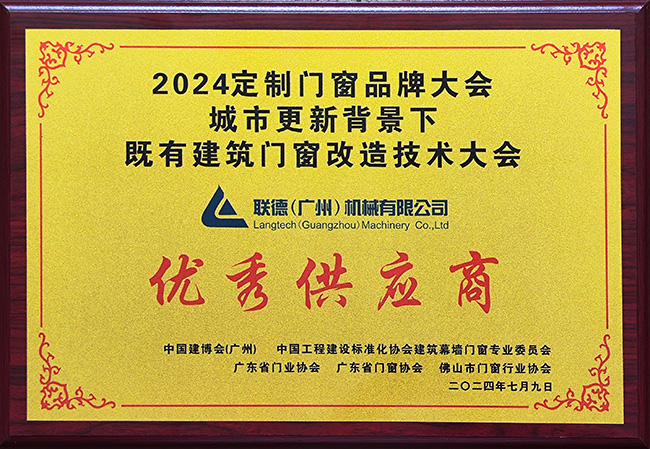 2024定制门窗品牌大会
城市更新背景下
既有建筑门窗改造技术大会
联德（广州）机械有限公司
Langtech（Guangzhou）Machinery Co.,Ltd
优秀供应商
中国建博会(广州) 中国工程建设标准化协会建筑幕墙门窗专业委员会
广东省门业协会 广东省门窗协会 佛山市门窗行业协会
二〇二四年七月九日